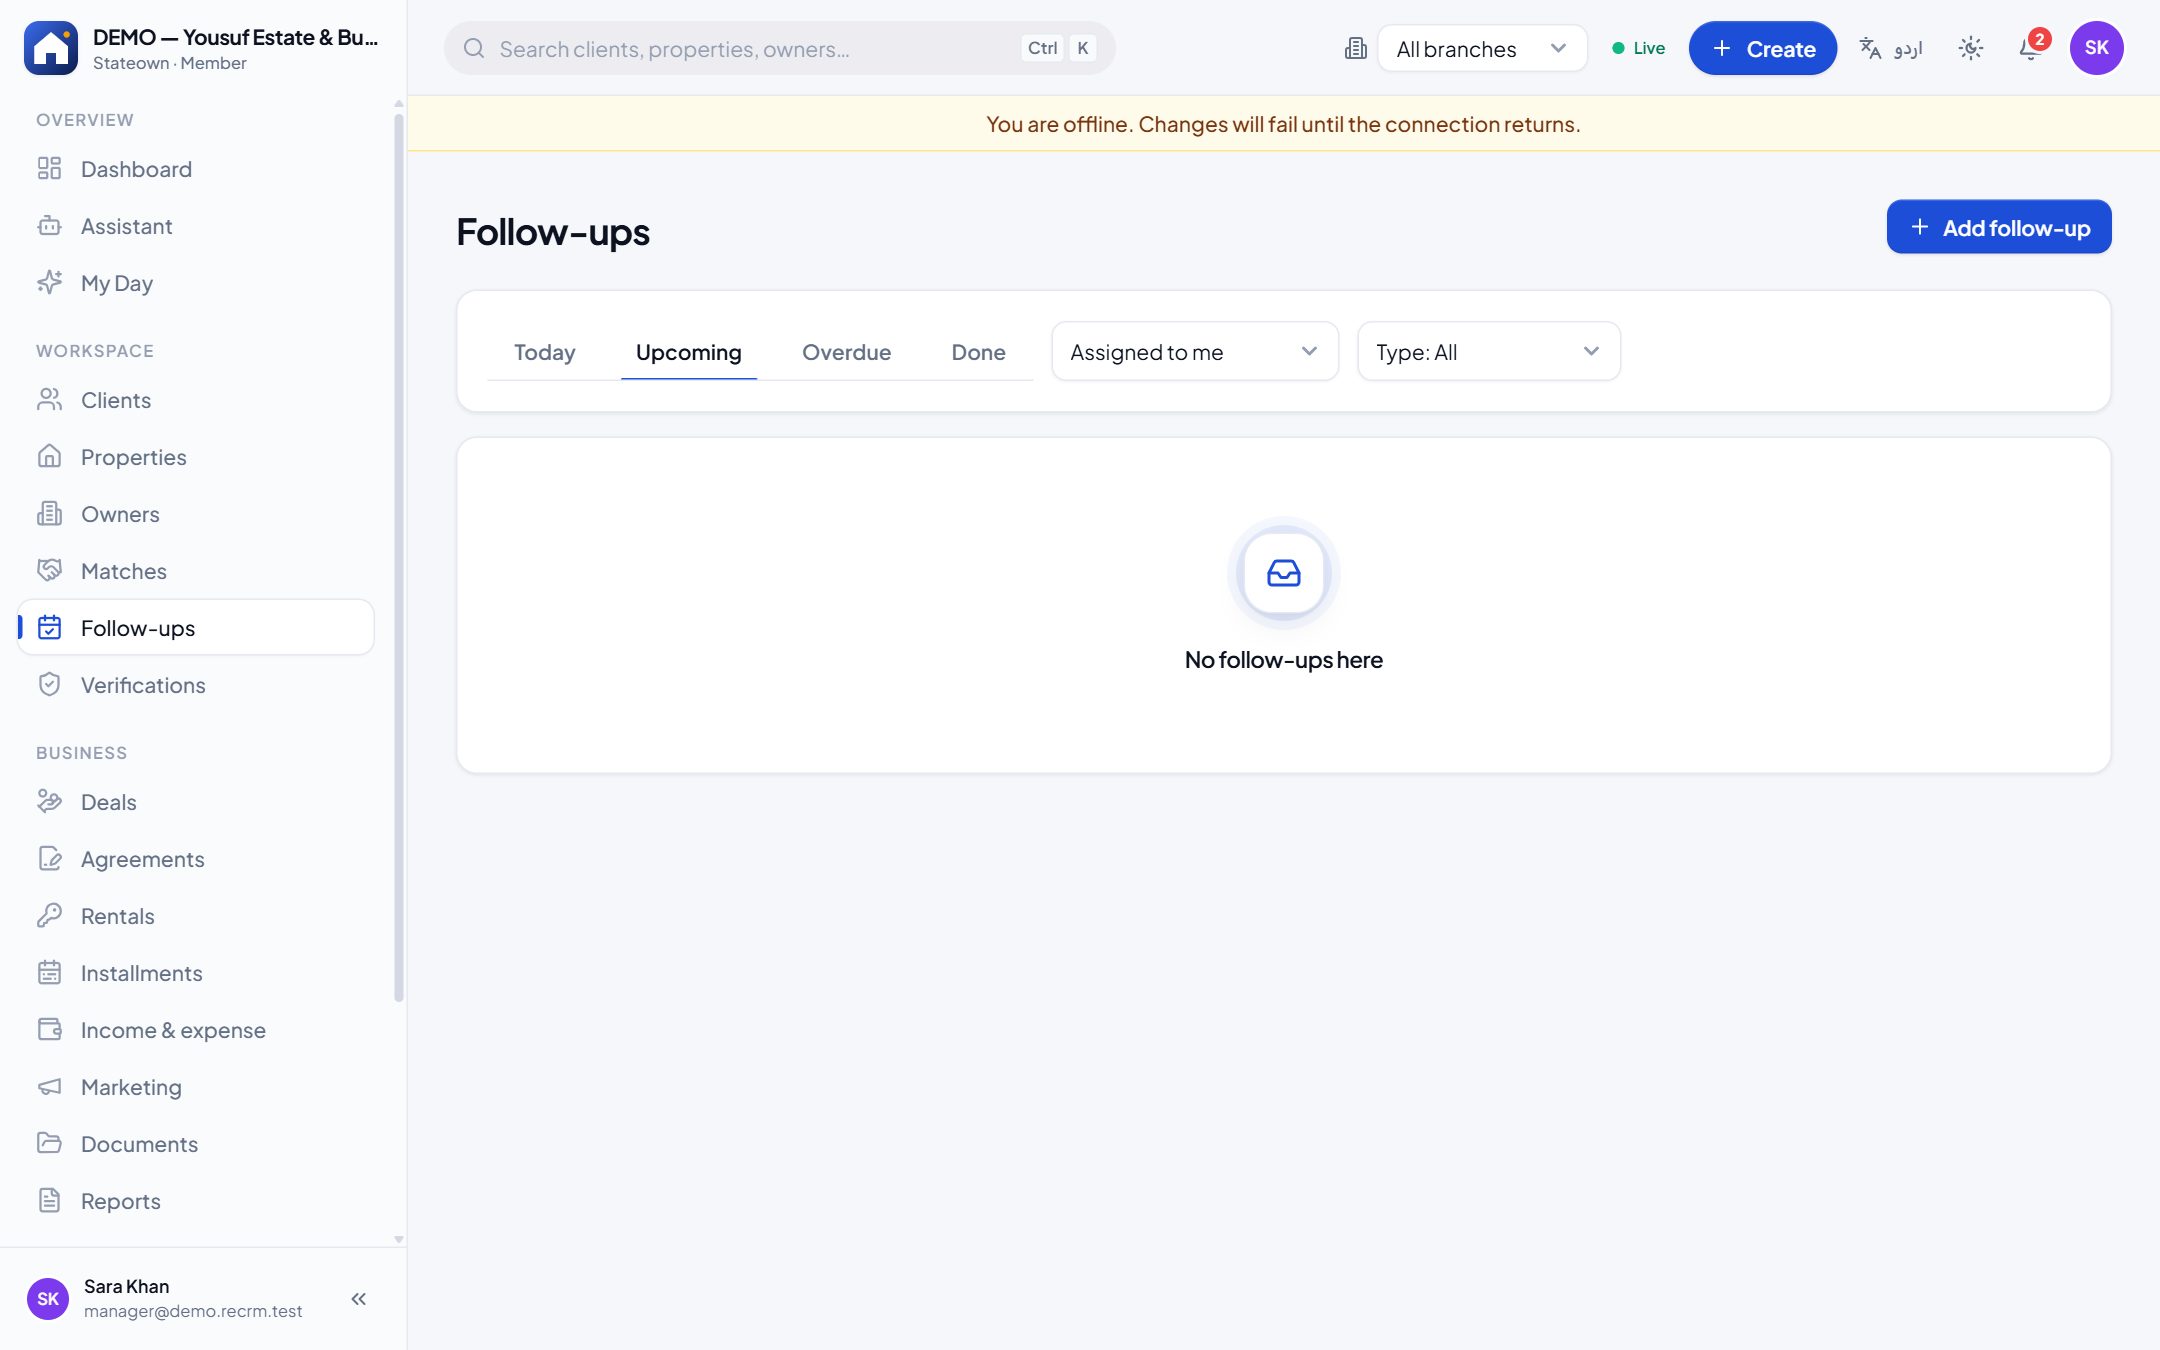 DEMO — Yousuf Estate & Bu...
Stateown · Member
Search clients, properties, owners...
Ctrl K
All branches
Live
Create
اردو
2
SK
You are offline. Changes will fail until the connection returns.
OVERVIEW
Dashboard
Assistant
My Day
WORKSPACE
Clients
Properties
Owners
Matches
Follow-ups
Verifications
BUSINESS
Deals
Agreements
Rentals
Installments
Income & expense
Marketing
Documents
Reports
SK
Sara Khan
manager@demo.recrm.test
Follow-ups
Add follow-up
Today Upcoming Overdue Done
Assigned to me
Type: All
No follow-ups here